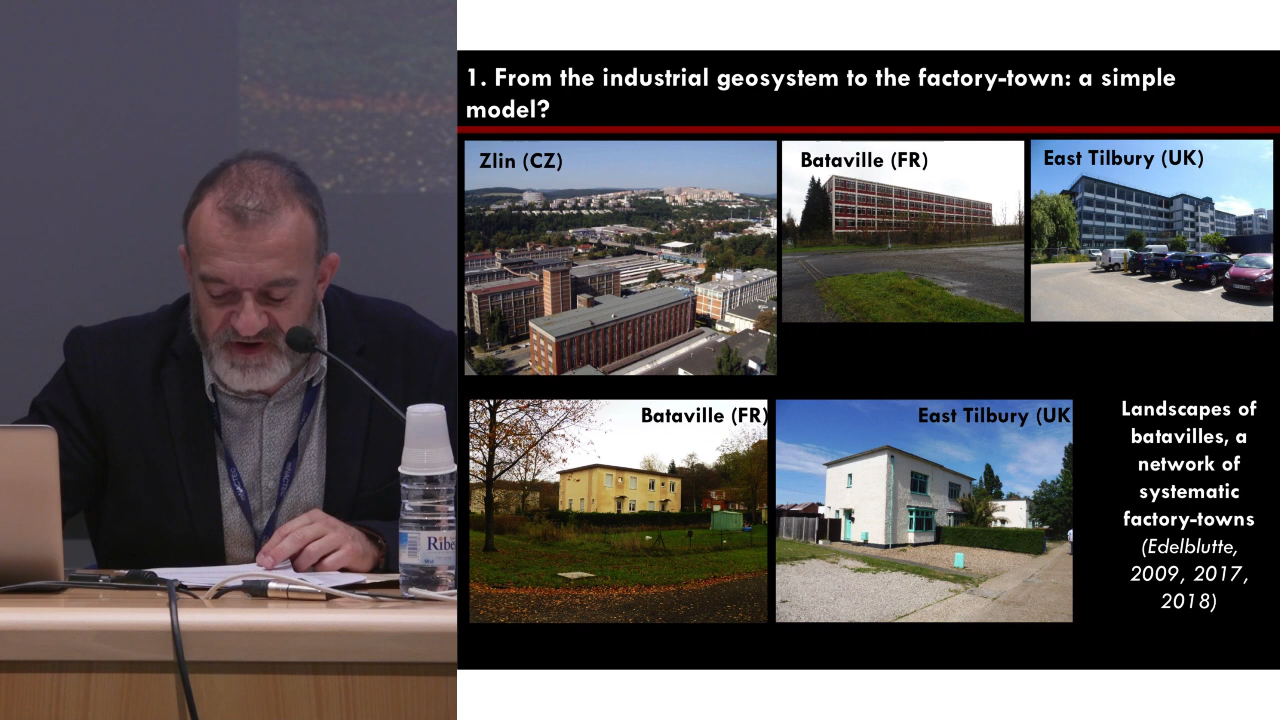 1. From the industrial geosystem to the factory-town: a simple
model?
Zlin (CZ)
Bataville (FR)
East Tilbury (UK)
Bataville (FR)
East Tilbury (UK
Landscapes of
batavilles, a
network of
systematic
factory-towns
(Edelblutte,
2009, 2017,
2018)